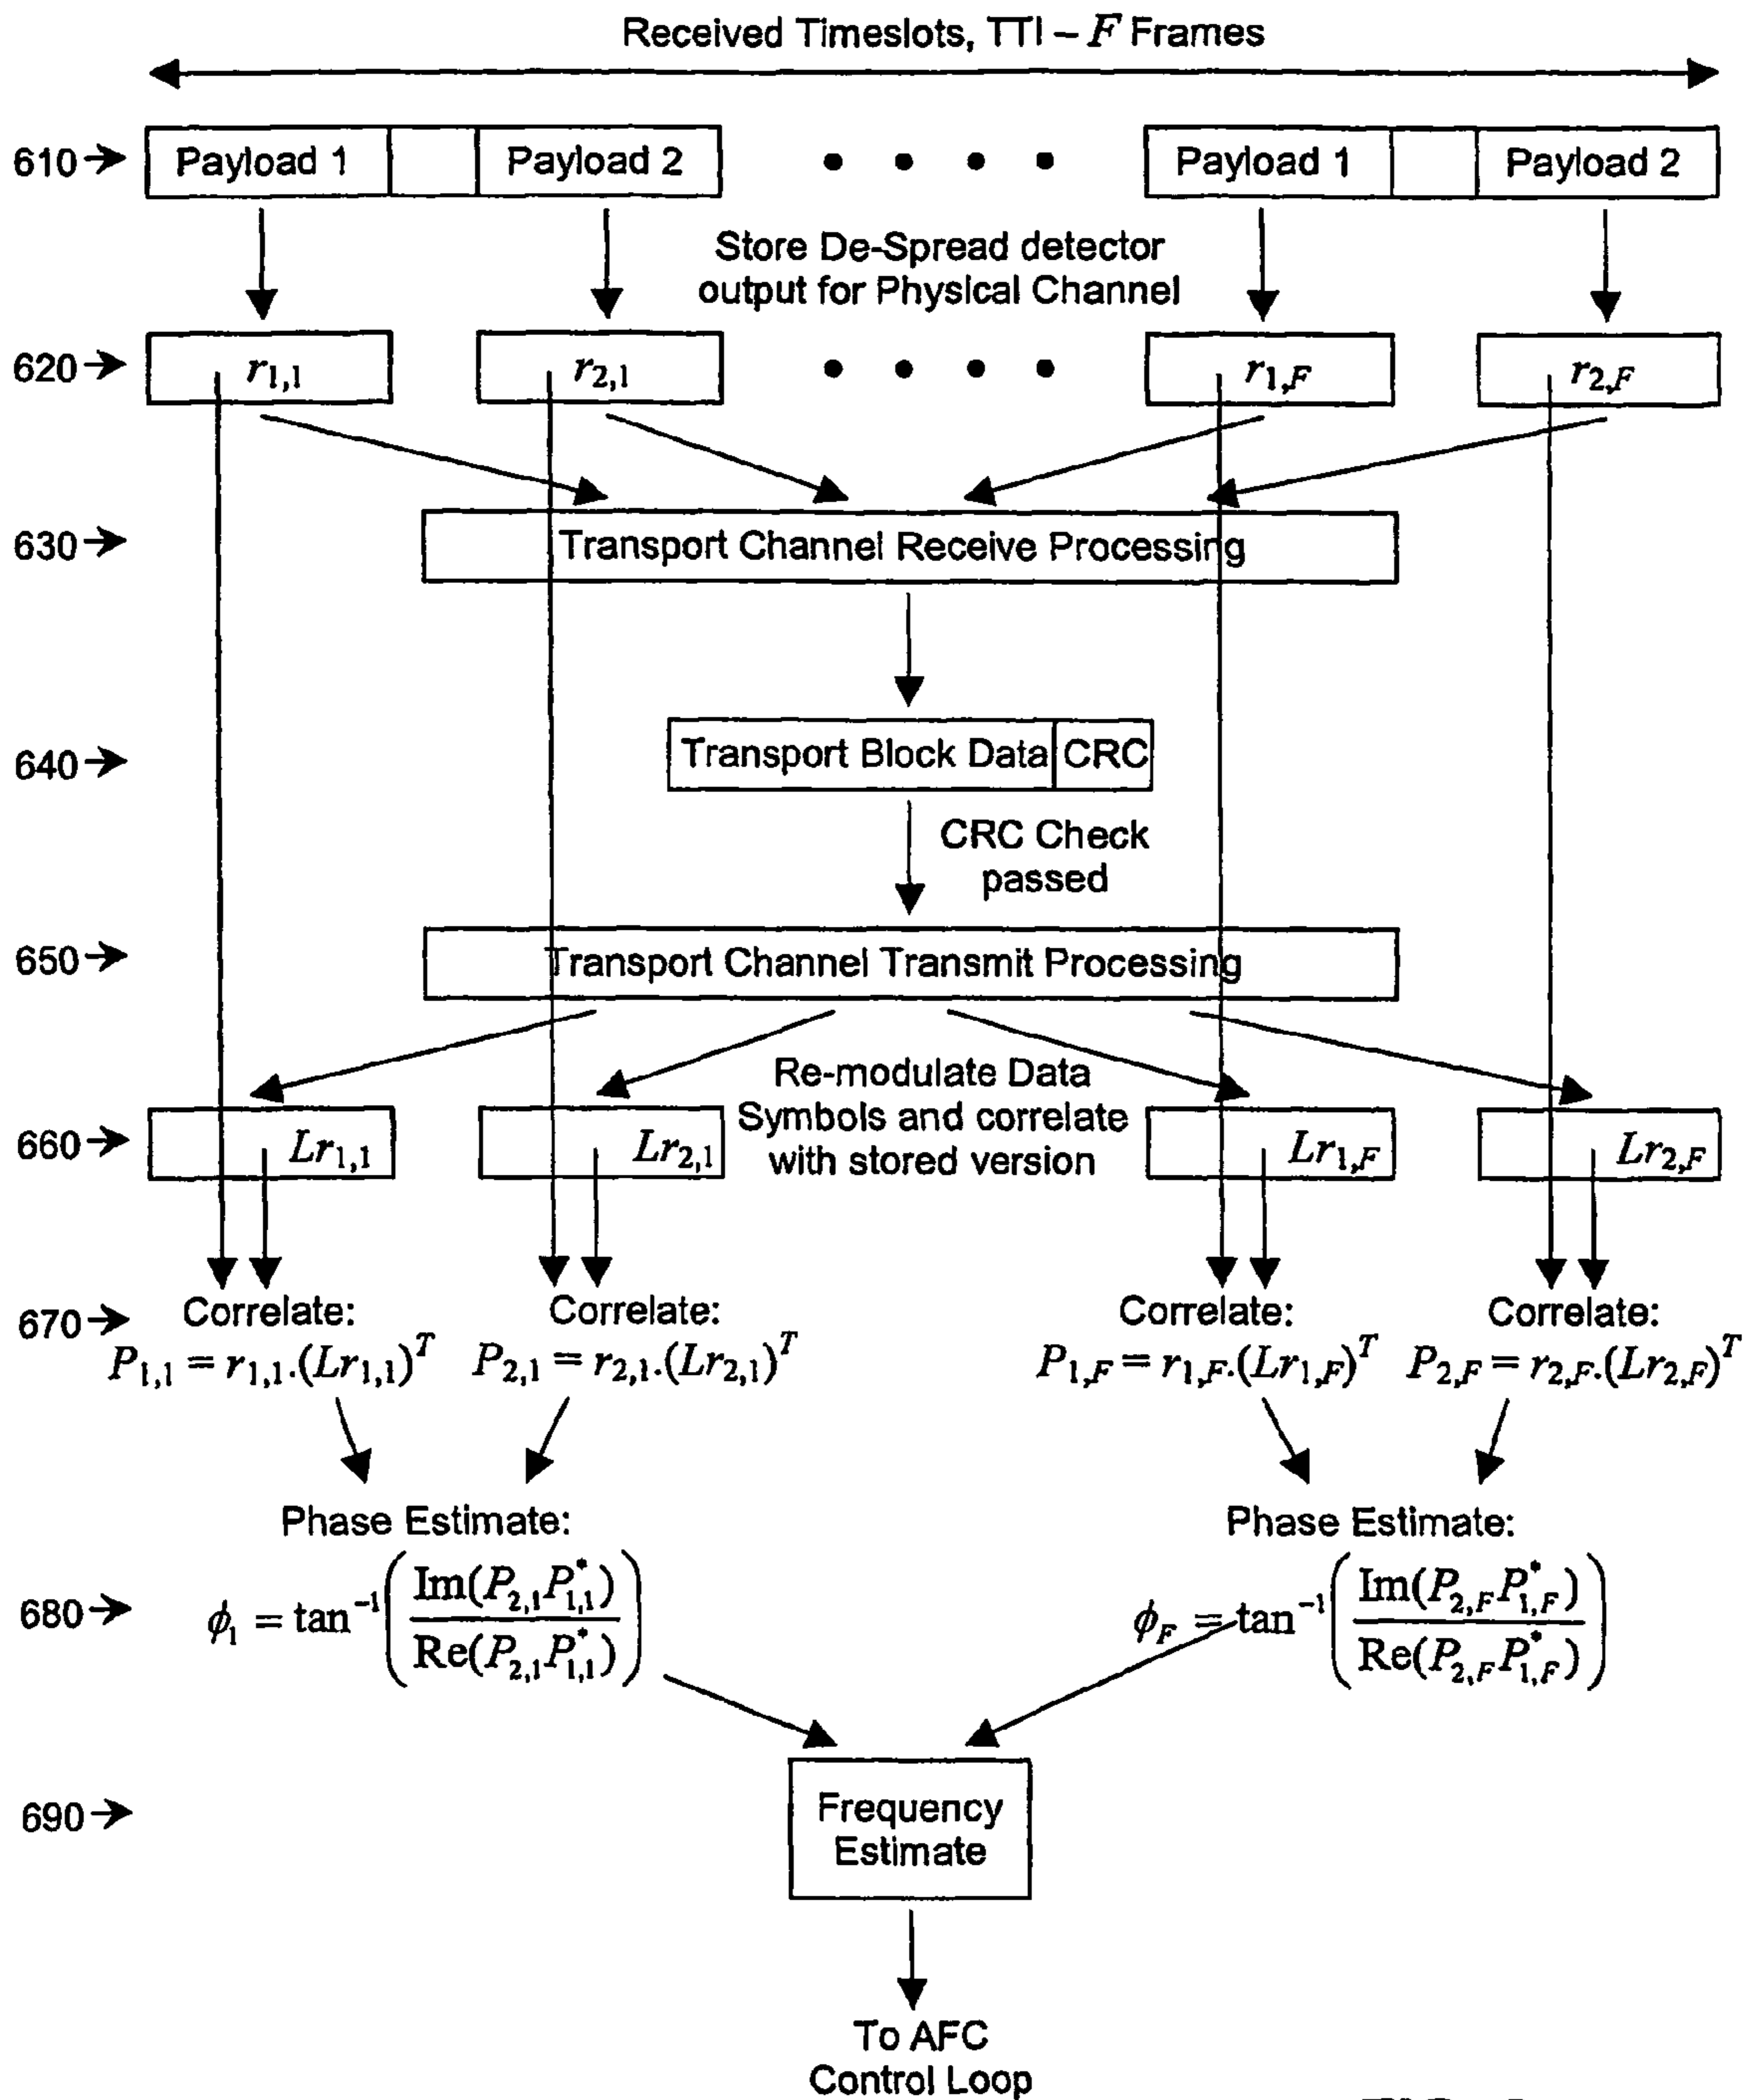 Received Timeslots, TTI – F Frames
610 Payload 1 Payload 2 Payload 1 Payload 2
Store De-Spread detector
output for Physical Channel
620 r1,1 r2,1 r1,F r2,F
630 Transport Channel Receive Processing
640 Transport Block Data CRC
CRC Check
passed
650 Transport Channel Transmit Processing
Re-modulate Data
Symbols and correlate
with stored version
660 Lr1,1 Lr2,1 Lr1,F Lr2,F
670 Correlate: Correlate: Correlate: Correlate:
P1,1 = r1,1.(Lr1,1)^T P2,1 = r2,1.(Lr2,1)^T P1,F = r1,F.(Lr1,F)^T P2,F = r2,F.(Lr2,F)^T
Phase Estimate: Phase Estimate:
680 ϕ1 = tan^-1(Im(P2,1P*1,1) / Re(P2,1P*1,1)) ϕF = tan^-1(Im(P2,FP*1,F) / Re(P2,FP*1,F))
690 Frequency
Estimate
To AFC
Control Loop